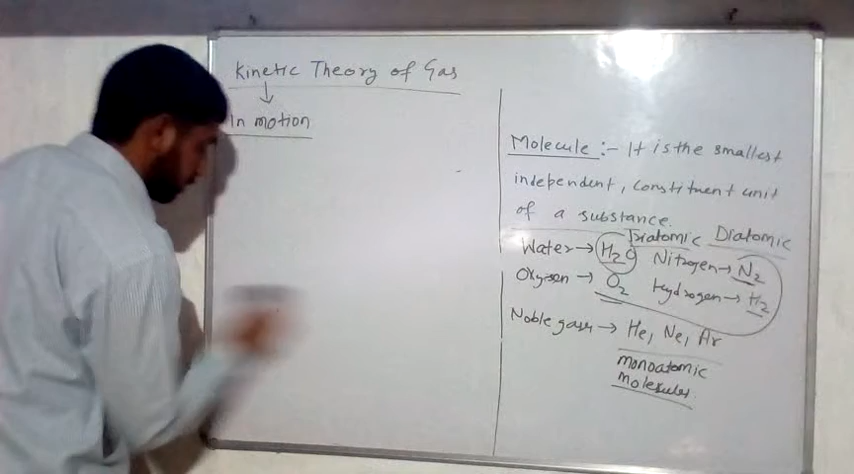 Kinetic Theory of Gas
↓
In motion
Molecule :- It is the smallest
independent, constituent unit
of a substance.
Triatomic Diatomic
Water → H2O Nitrogen → N2
Oxygen → O2 Hydrogen → H2
Noble gases → He, Ne, Ar
monoatomic
molecules.